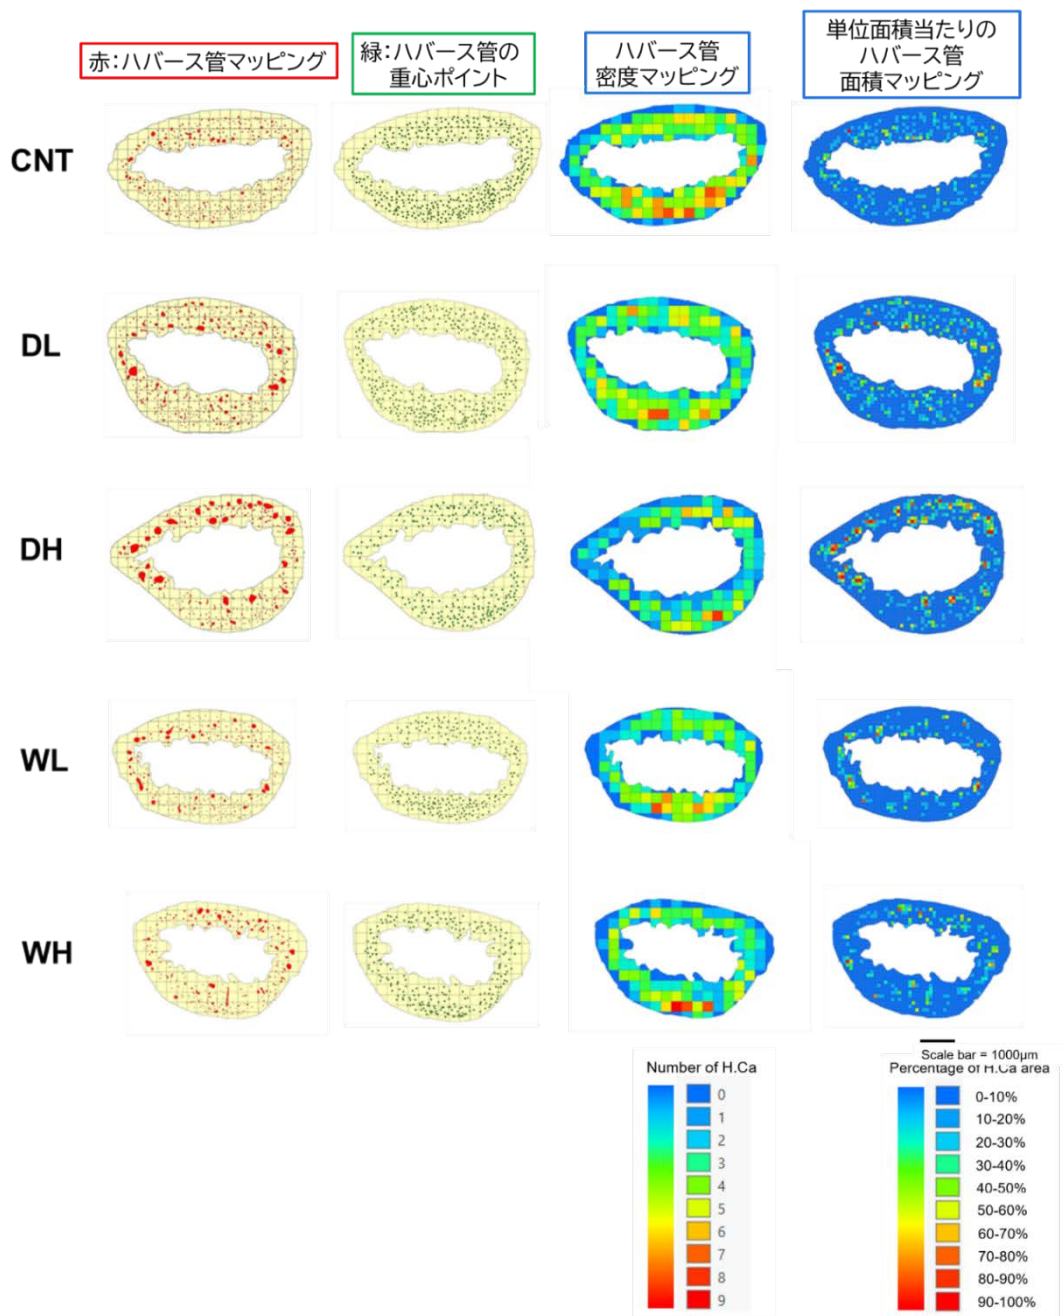 赤：ハバース管マッピング
緑：ハバース管の
重心ポイント
ハバース管
密度マッピング
単位面積当たりの
ハバース管
面積マッピング
CNT
DL
DH
WL
WH
Scale bar = 1000μm
Number of H.Ca
0
1
2
3
4
5
6
7
8
9
Percentage of H.Ca area
0-10%
10-20%
20-30%
30-40%
40-50%
50-60%
60-70%
70-80%
80-90%
90-100%